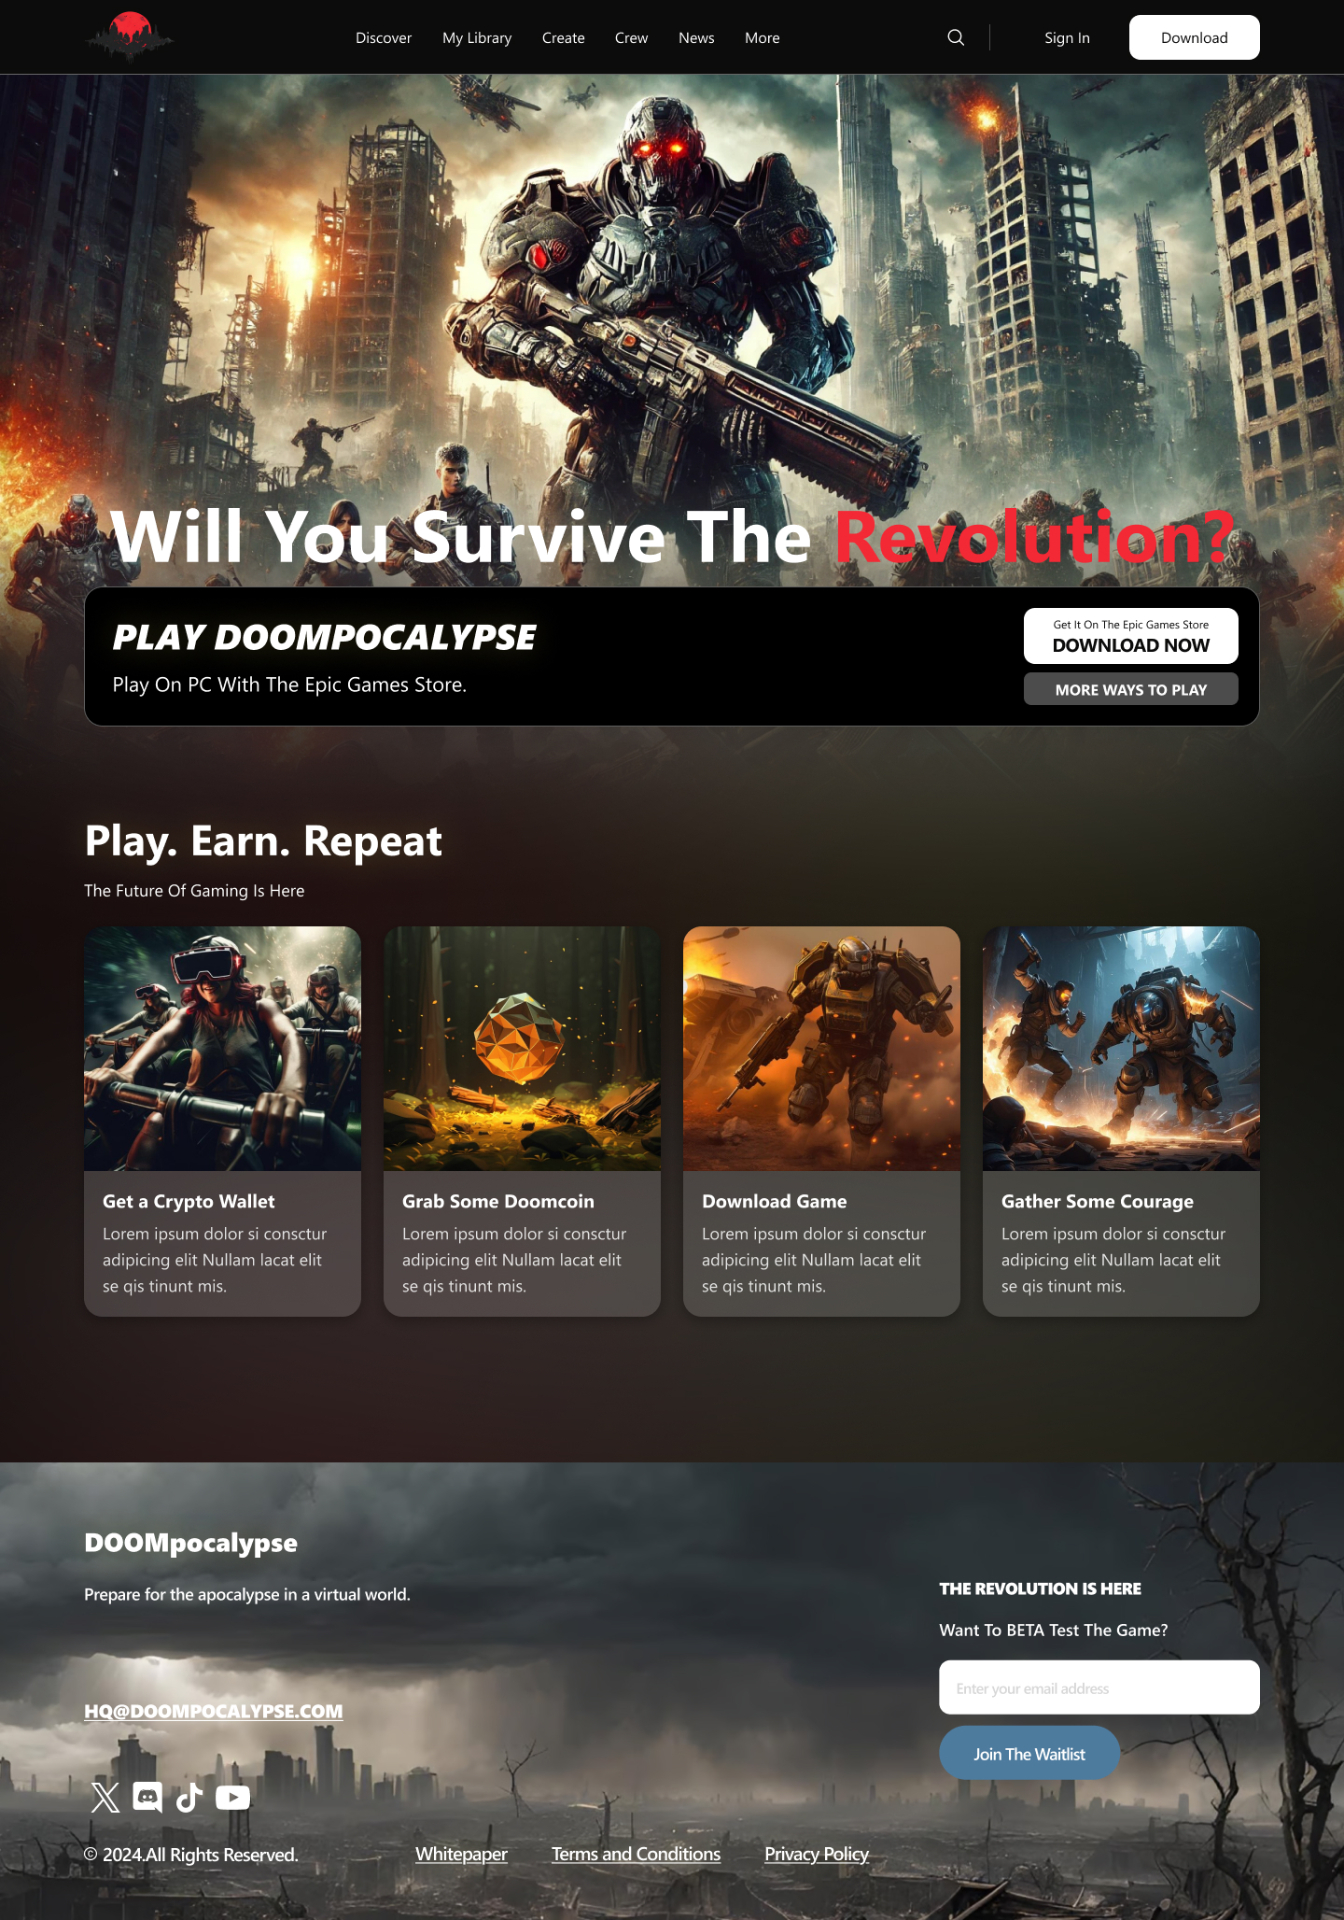 Discover My Library Create Crew News More Sign In Download
Will You Survive The Revolution?
PLAY DOOMPOCALYPSE
Play On PC With The Epic Games Store.
Get It On The Epic Games Store
DOWNLOAD NOW
MORE WAYS TO PLAY
Play. Earn. Repeat
The Future Of Gaming Is Here
Get a Crypto Wallet
Lorem ipsum dolor si consctur
adipicing elit Nullam lacat elit
se qis tinunt mis.
Grab Some Doomcoin
Lorem ipsum dolor si consctur
adipicing elit Nullam lacat elit
se qis tinunt mis.
Download Game
Lorem ipsum dolor si consctur
adipicing elit Nullam lacat elit
se qis tinunt mis.
Gather Some Courage
Lorem ipsum dolor si consctur
adipicing elit Nullam lacat elit
se qis tinunt mis.
DOOMpocalypse
Prepare for the apocalypse in a virtual world.
HQ@DOOMPOCALYPSE.COM
THE REVOLUTION IS HERE
Want To BETA Test The Game?
Enter your email address
Join The Waitlist
© 2024.All Rights Reserved.
Whitepaper Terms and Conditions Privacy Policy